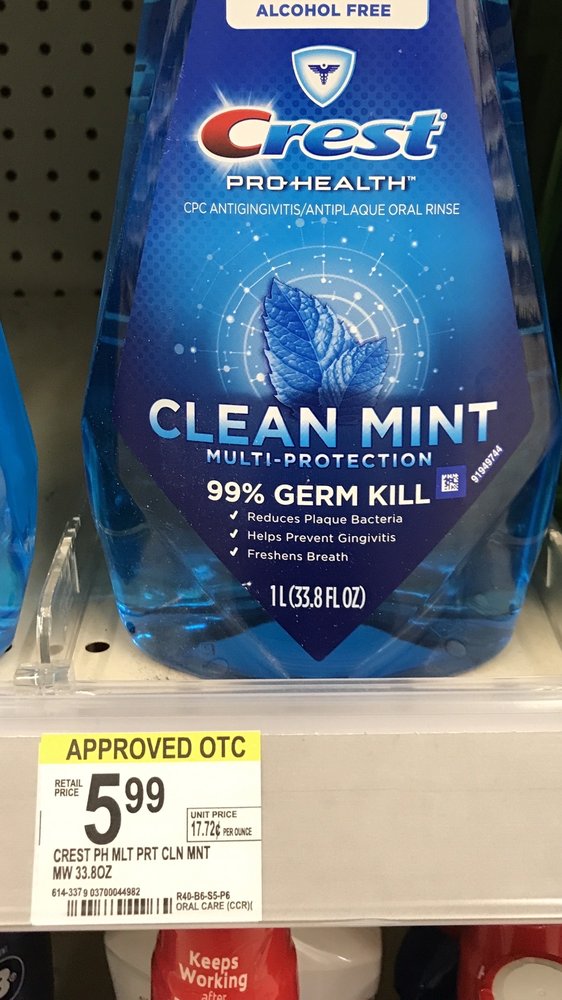 ALCOHOL FREE
Crest
PRO-HEALTH™
CPC ANTIGINGIVITIS/ANTIPLAQUE ORAL RINSE
CLEAN MINT
MULTI-PROTECTION
99% GERM KILL
91949744
✓ Reduces Plaque Bacteria
✓ Helps Prevent Gingivitis
✓ Freshens Breath
1 L (33.8 FL OZ)
APPROVED OTC
RETAIL PRICE
5 99
UNIT PRICE
17.72¢ PER OUNCE
CREST PH MLT PRT CLN MNT
MW 33.8OZ
614-337 9 03700044982
R40-B6-S5-P6
ORAL CARE (CCR)(
Keeps
Working
after